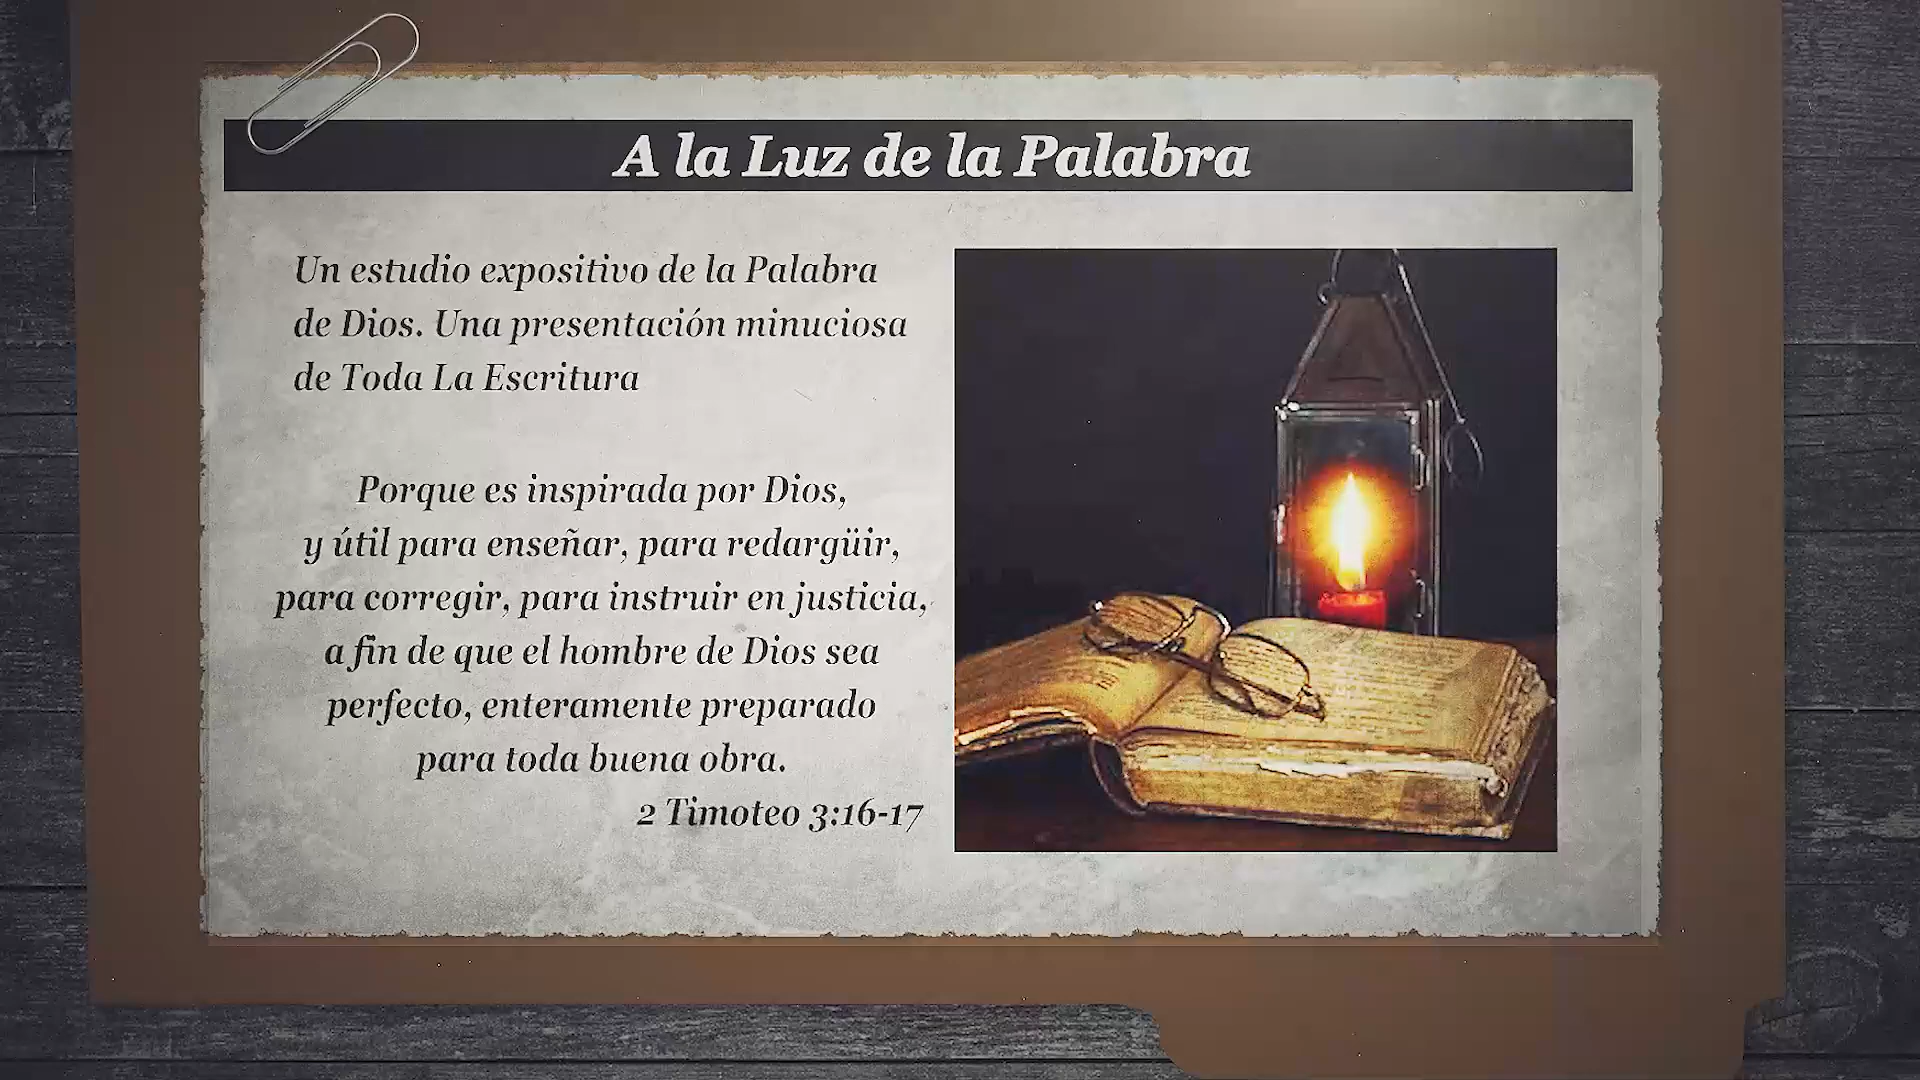 A la Luz de la Palabra
Un estudio expositivo de la Palabra
de Dios. Una presentación minuciosa
de Toda La Escritura
Porque es inspirada por Dios,
y útil para enseñar, para redargüir,
para corregir, para instruir en justicia,
a fin de que el hombre de Dios sea
perfecto, enteramente preparado
para toda buena obra.
2 Timoteo 3:16-17